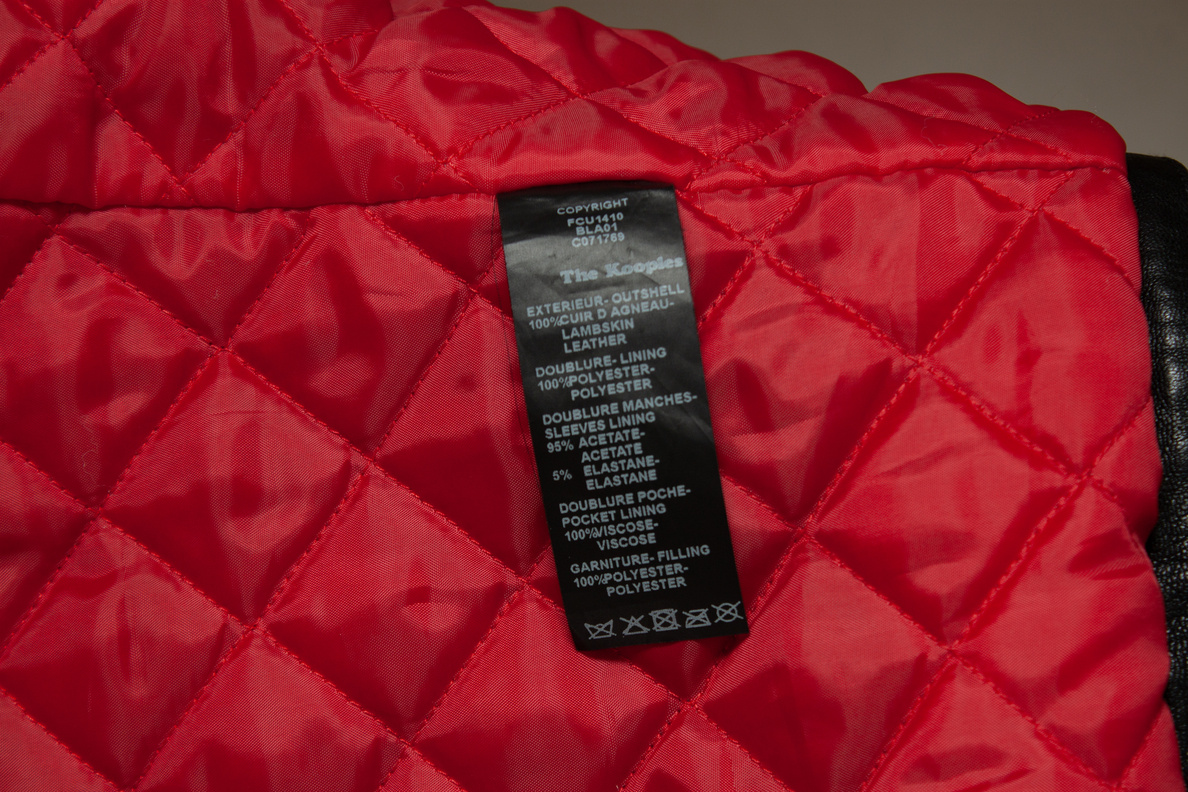 COPYRIGHT
FCU1410
BLA01
C071769
The Kooples
EXTERIEUR- OUTSHELL
100%CUIR D AGNEAU-
LAMBSKIN
LEATHER
DOUBLURE- LINING
100%POLYESTER-
POLYESTER
DOUBLURE MANCHES-
SLEEVES LINING
95% ACETATE-
ACETATE
5% ELASTANE-
ELASTANE
DOUBLURE POCHE-
POCKET LINING
100%VISCOSE-
VISCOSE
GARNITURE- FILLING
100%POLYESTER-
POLYESTER